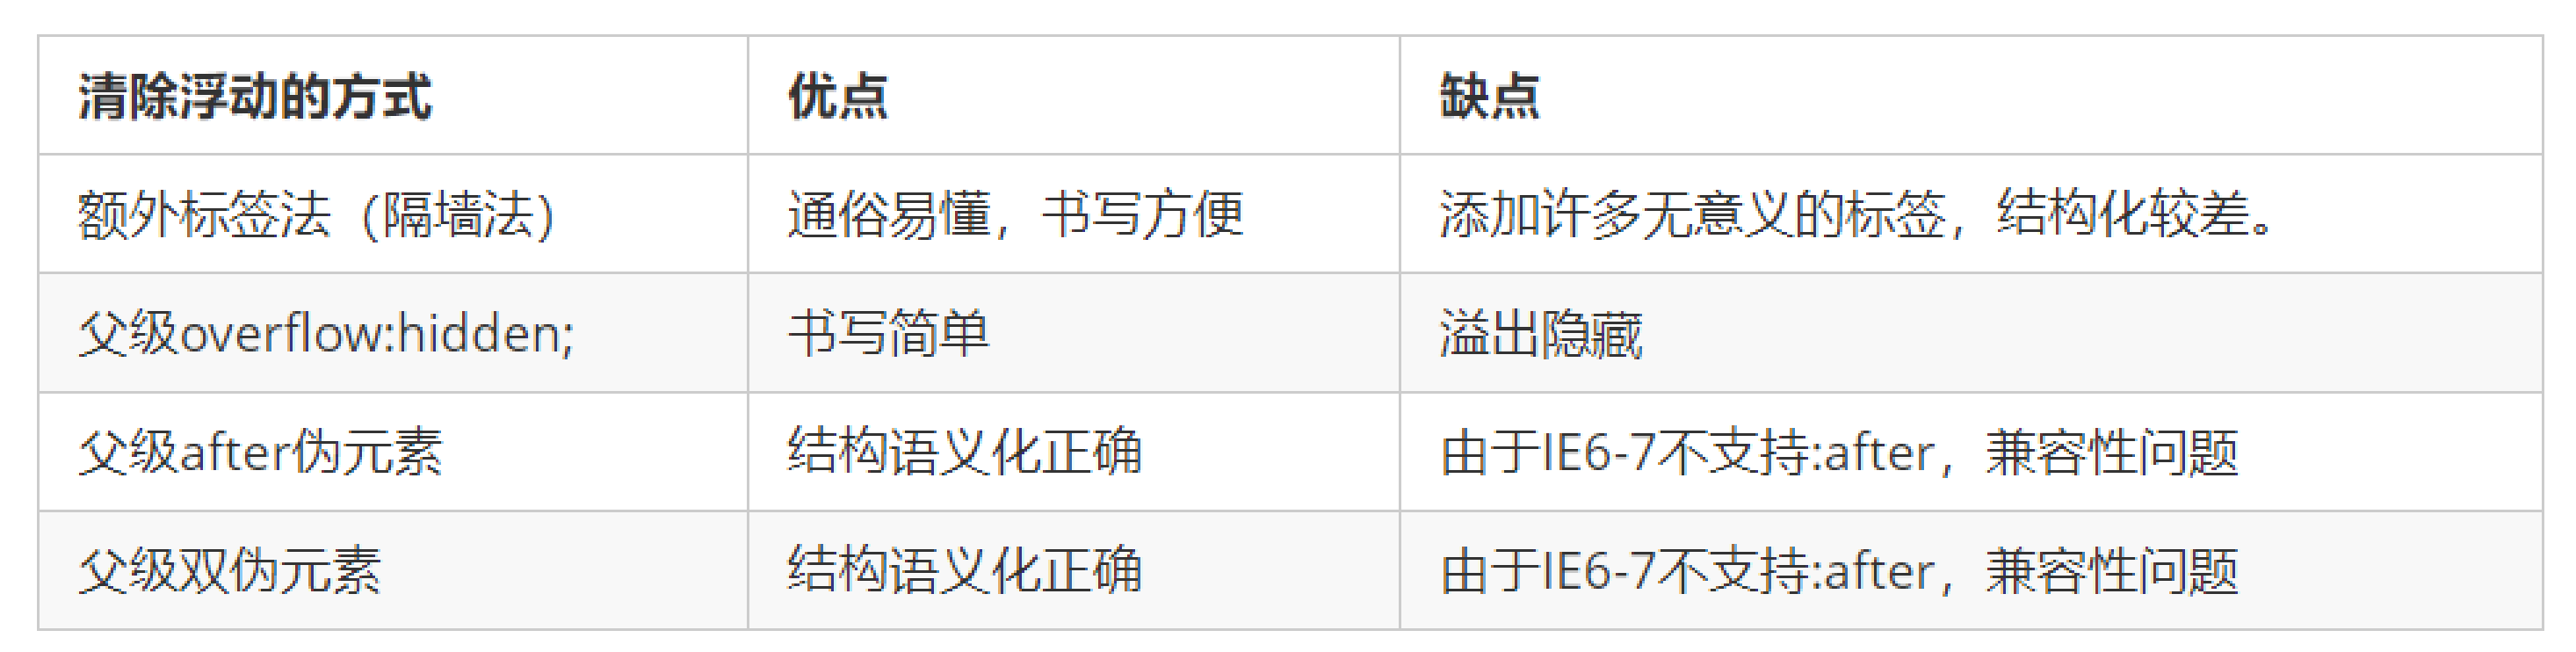 清除浮动的方式 优点 缺点
额外标签法（隔墙法） 通俗易懂，书写方便 添加许多无意义的标签，结构化较差。
父级overflow:hidden; 书写简单 溢出隐藏
父级after伪元素 结构语义化正确 由于IE6-7不支持:after，兼容性问题
父级双伪元素 结构语义化正确 由于IE6-7不支持:after，兼容性问题